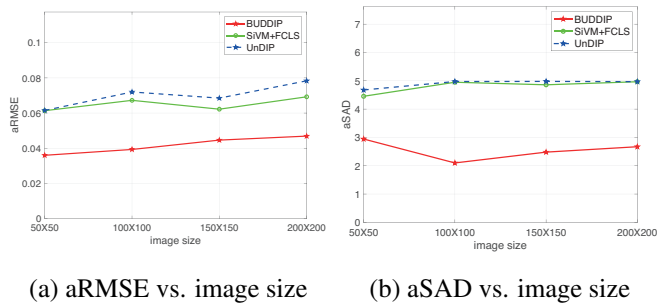 BUDDIP
SiVM+FCLS
UnDIP
0.1
0.08
0.06
0.04
0.02
0
aRMSE
50X50 100X100 150X150 200X200
image size
BUDDIP
SiVM+FCLS
UnDIP
7
6
5
4
3
2
1
0
aSAD
50X50 100X100 150X150 200X200
image size
(a) aRMSE vs. image size (b) aSAD vs. image size